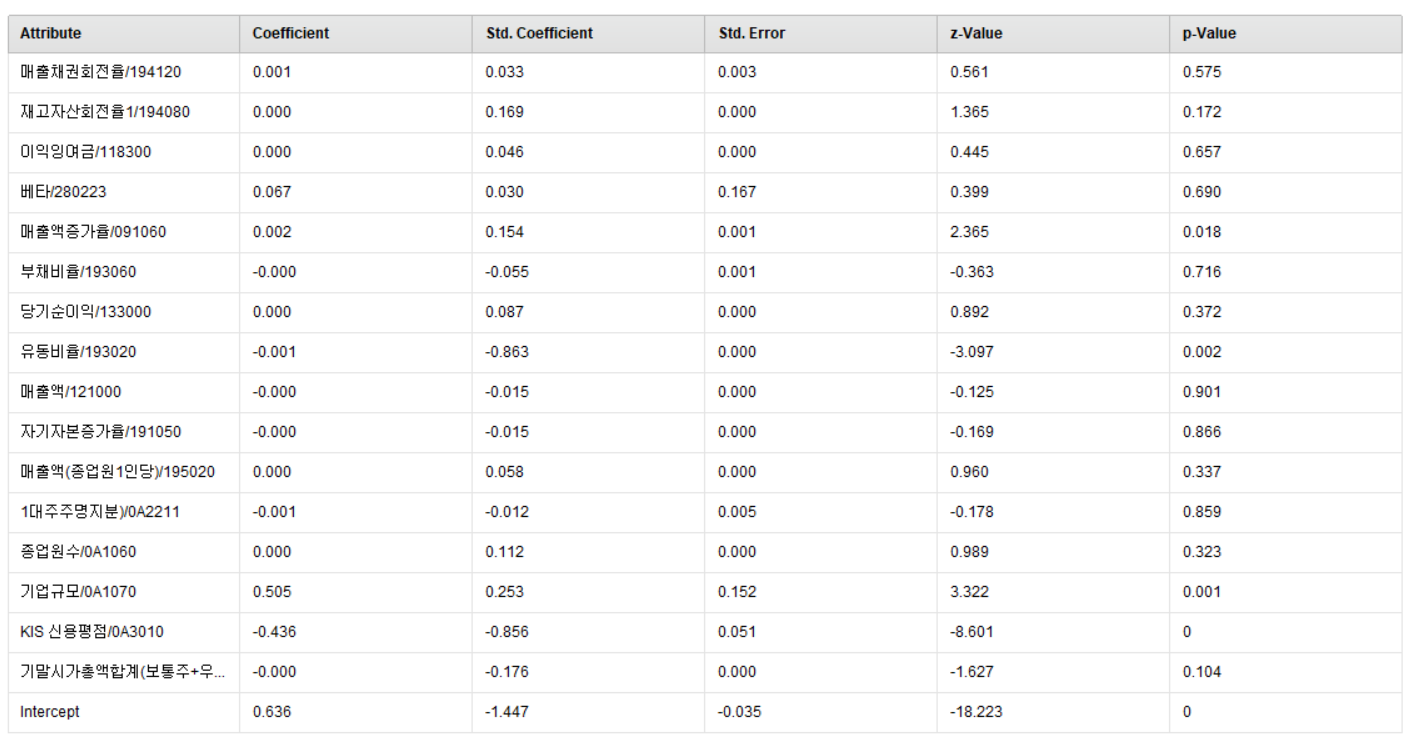 Attribute Coefficient Std. Coefficient Std. Error z-Value p-Value
매출채권회전율/194120 0.001 0.033 0.003 0.561 0.575
재고자산회전율1/194080 0.000 0.169 0.000 1.365 0.172
이익잉여금/118300 0.000 0.046 0.000 0.445 0.657
베타/280223 0.067 0.030 0.167 0.399 0.690
매출액증가율/091060 0.002 0.154 0.001 2.365 0.018
부채비율/193060 -0.000 -0.055 0.001 -0.363 0.716
당기순이익/133000 0.000 0.087 0.000 0.892 0.372
유동비율/193020 -0.001 -0.863 0.000 -3.097 0.002
매출액/121000 -0.000 -0.015 0.000 -0.125 0.901
자기자본증가율/191050 -0.000 -0.015 0.000 -0.169 0.866
매출액(종업원1인당)/195020 0.000 0.058 0.000 0.960 0.337
1대주주명지분)/0A2211 -0.001 -0.012 0.005 -0.178 0.859
종업원수/0A1060 0.000 0.112 0.000 0.989 0.323
기업규모/0A1070 0.505 0.253 0.152 3.322 0.001
KIS 신용평점/0A3010 -0.436 -0.856 0.051 -8.601 0
기말시가총액합계(보통주+우... -0.000 -0.176 0.000 -1.627 0.104
Intercept 0.636 -1.447 -0.035 -18.223 0